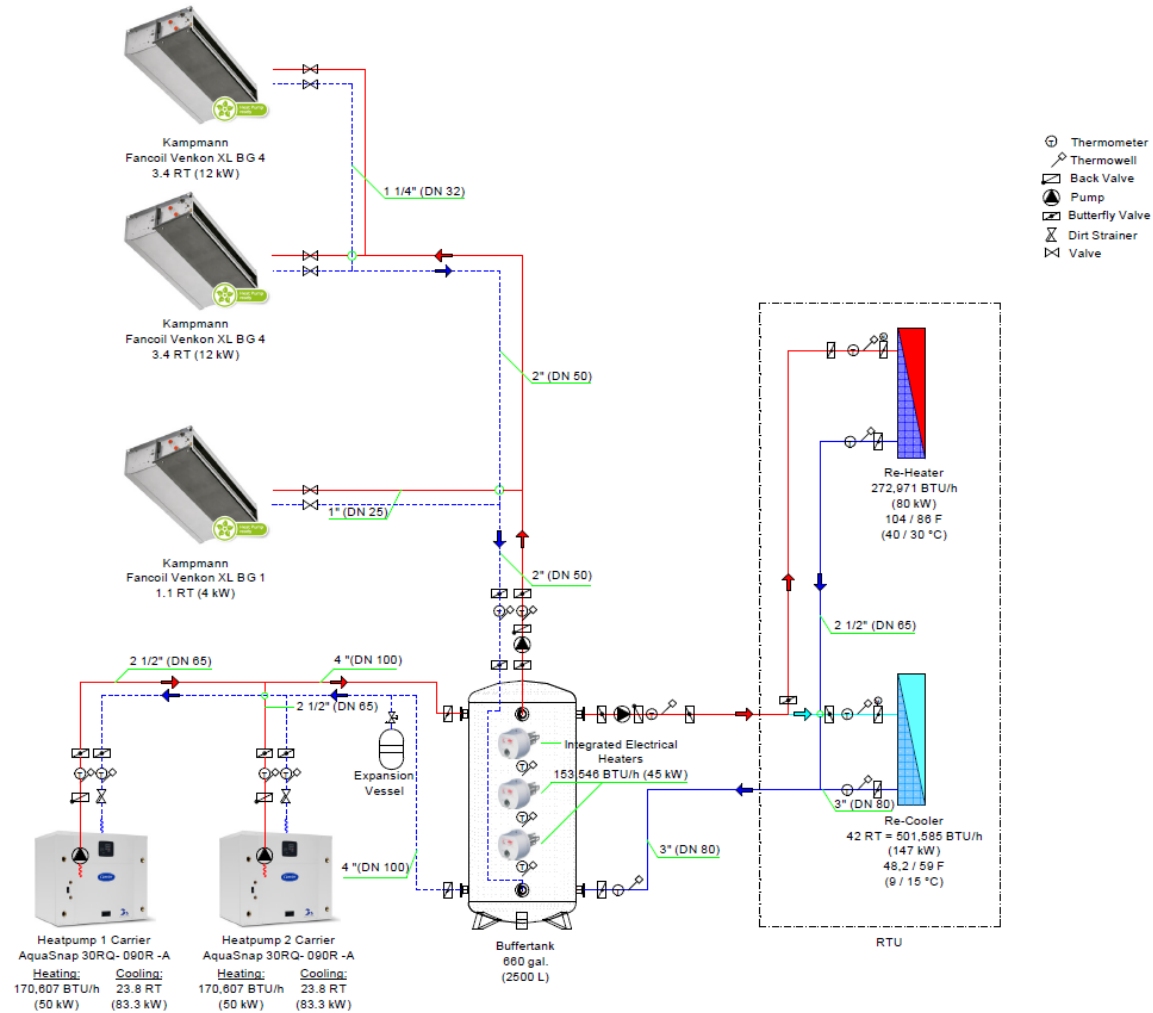 Kampmann
Fancoil Venkon XL BG 4
3.4 RT (12 kW)
1 1/4" (DN 32)
Kampmann
Fancoil Venkon XL BG 4
3.4 RT (12 kW)
2" (DN 50)
Kampmann
Fancoil Venkon XL BG 1
1.1 RT (4 kW)
1" (DN 25)
2" (DN 50)
Thermometer
Thermowell
Back Valve
Pump
Butterfly Valve
Dirt Strainer
Valve
Re-Heater
272,971 BTU/h
(80 kW)
104 / 86 F
(40 / 30 °C)
2 1/2" (DN 65)
3" (DN 80)
Re-Cooler
42 RT = 501,585 BTU/h
(147 kW)
48,2 / 59 F
(9 / 15 °C)
RTU
2 1/2" (DN 65)
4 "(DN 100)
2 1/2" (DN 65)
Expansion
Vessel
4 "(DN 100)
Integrated Electrical
Heaters
153,546 BTU/h (45 kW)
3" (DN 80)
Buffertank
660 gal.
(2500 L)
Carrier
Carrier
Heatpump 1 Carrier
AquaSnap 30RQ- 090R -A
Heating:
170,607 BTU/h
(50 kW)
Cooling:
23.8 RT
(83.3 kW)
Heatpump 2 Carrier
AquaSnap 30RQ- 090R -A
Heating:
170,607 BTU/h
(50 kW)
Cooling:
23.8 RT
(83.3 kW)